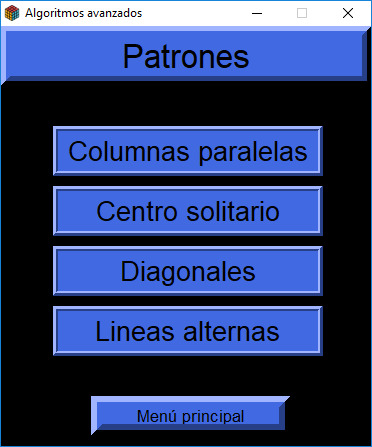 Algoritmos avanzados
Patrones
Columnas paralelas
Centro solitario
Diagonales
Lineas alternas
Menú principal